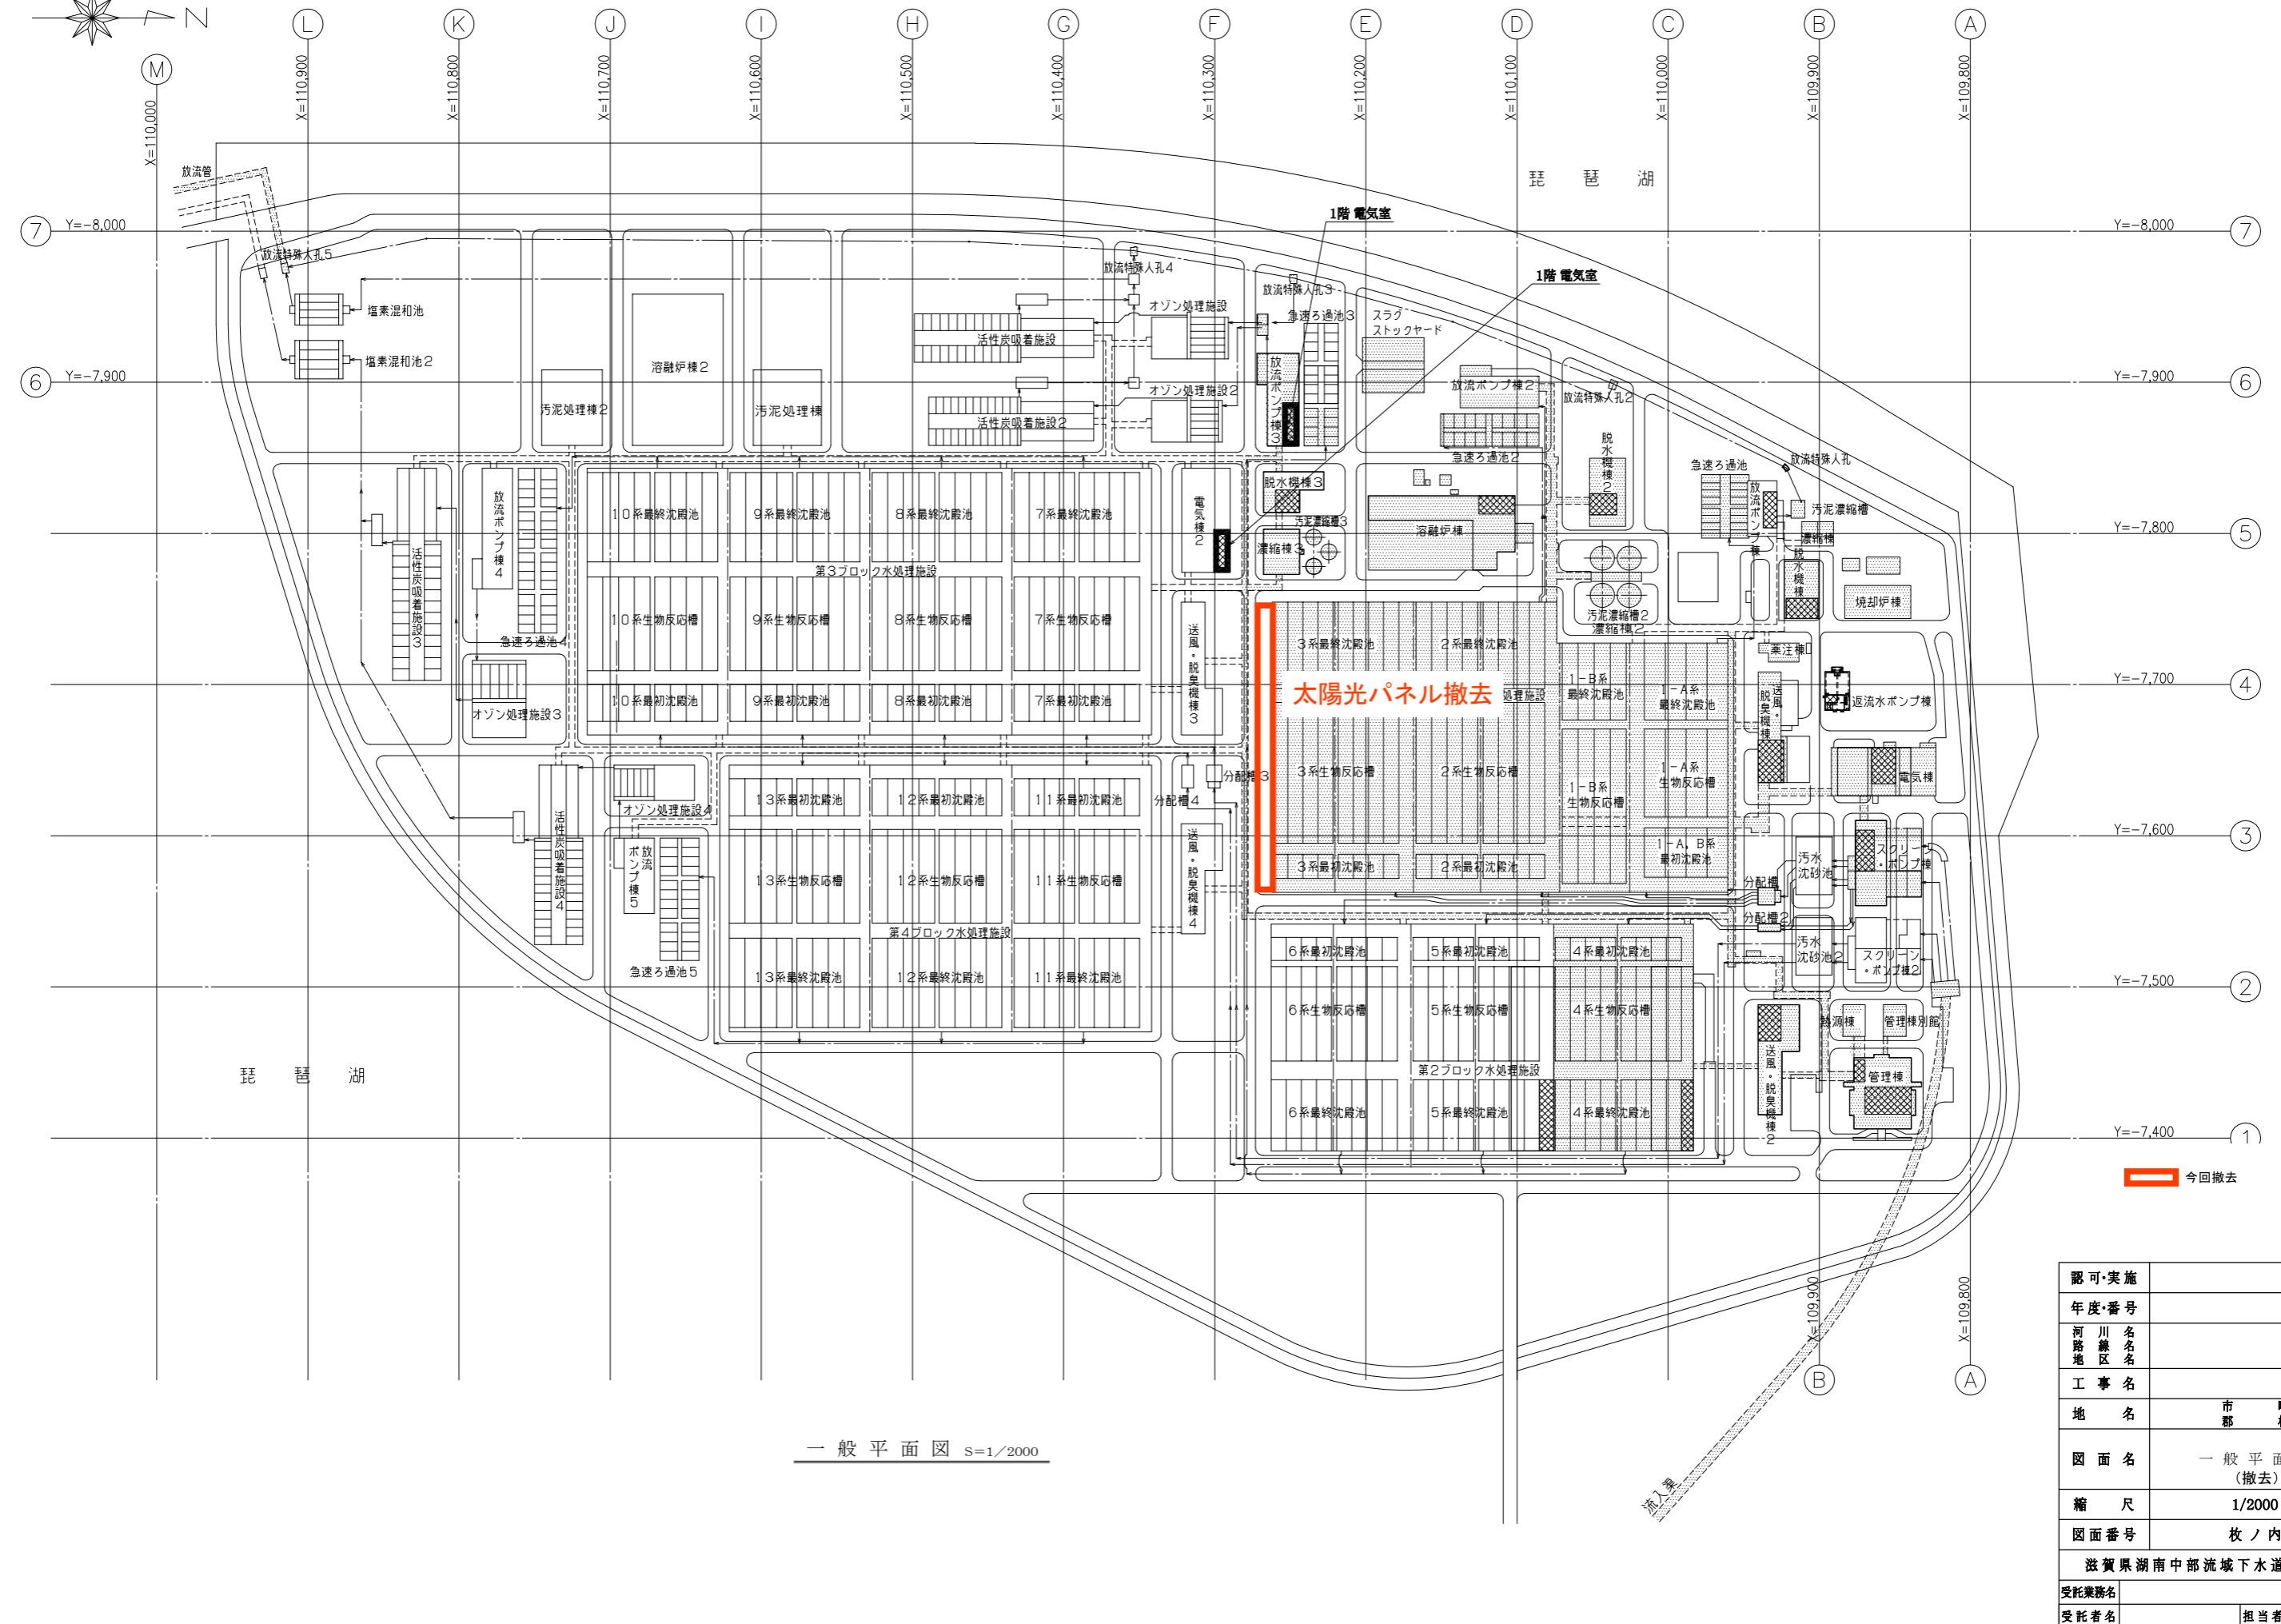 N
L
K
J
I
H
G
F
E
D
C
B
A
M
X=110,000
X=110,900
X=110,800
X=110,700
X=110,600
X=110,500
X=110,400
X=110,300
X=110,200
X=110,100
X=110,000
X=109,900
X=109,800
放流管
琵琶湖
7
Y=-8,000
1階 電気室
Y=-8,000
7
放流特殊人孔5
放流特殊人孔4
1階 電気室
放流特殊人孔3
塩素混和池
オゾン処理施設
急速ろ過池3
スラグ
ストックヤード
活性炭吸着施設
塩素混和池2
溶融炉棟2
放流ポンプ棟3
6
Y=-7,900
Y=-7,900
6
汚泥処理棟2
汚泥処理棟
オゾン処理施設2
活性炭吸着施設2
放流ポンプ棟2
放流特殊人孔2
急速ろ過池2
脱水機棟2
急速ろ過池
放流特殊人孔
放流ポンプ棟4
電気棟2
脱水機棟3
放流ポンプ棟
汚泥濃縮槽
10系最終沈殿池
9系最終沈殿池
8系最終沈殿池
7系最終沈殿池
汚泥濃縮槽3
溶融炉棟
濃縮棟
Y=-7,800
5
活性炭吸着施設3
濃縮棟3
脱水機棟
第3ブロック水処理施設
焼却炉棟
10系生物反応槽
9系生物反応槽
8系生物反応槽
7系生物反応槽
汚泥濃縮槽2
濃縮棟2
急速ろ過池4
送風・脱臭機棟3
3系最終沈殿池
2系最終沈殿池
薬注棟
太陽光パネル撤去
処理施設
1-B系
最終沈殿池
1-A系
最終沈殿池
送風・
脱臭機棟
返流水ポンプ棟
Y=-7,700
4
オゾン処理施設3
10系最初沈殿池
9系最初沈殿池
8系最初沈殿池
7系最初沈殿池
分配槽3
3系生物反応槽
2系生物反応槽
1-B系
生物反応槽
1-A系
生物反応槽
電気棟
オゾン処理施設4
13系最初沈殿池
12系最初沈殿池
11系最初沈殿池
分配槽4
活性炭吸着施設4
放流
ポンプ棟5
送風・脱臭機棟4
Y=-7,600
3
3系最初沈殿池
2系最初沈殿池
1-A, B系
最初沈殿池
汚水
沈砂池
スクリーン
・ポンプ棟
13系生物反応槽
12系生物反応槽
11系生物反応槽
分配槽
分配槽2
第4ブロック水処理施設
6系最初沈殿池
5系最初沈殿池
4系最初沈殿池
汚水
沈砂池2
スクリーン
・ポンプ棟2
急速ろ過池5
13系最終沈殿池
12系最終沈殿池
11系最終沈殿池
Y=-7,500
2
6系生物反応槽
5系生物反応槽
4系生物反応槽
熱源棟
管理棟別館
琵琶湖
第2ブロック水処理施設
送風・脱臭機棟2
管理棟
6系最終沈殿池
5系最終沈殿池
4系最終沈殿池
Y=-7,400
1
今回撤去
X=109,900
X=109,800
B
A
一般平面図 S=1/2000
流入渠
認可・実施
年度・番号
河川名
路線名
地区名
工事名
地名
市
郡
図面名
一般平面
(撤去)
縮尺
1/2000
図面番号
枚ノ内
滋賀県湖南中部流域下水道
受託業務名
受託者名
担当者